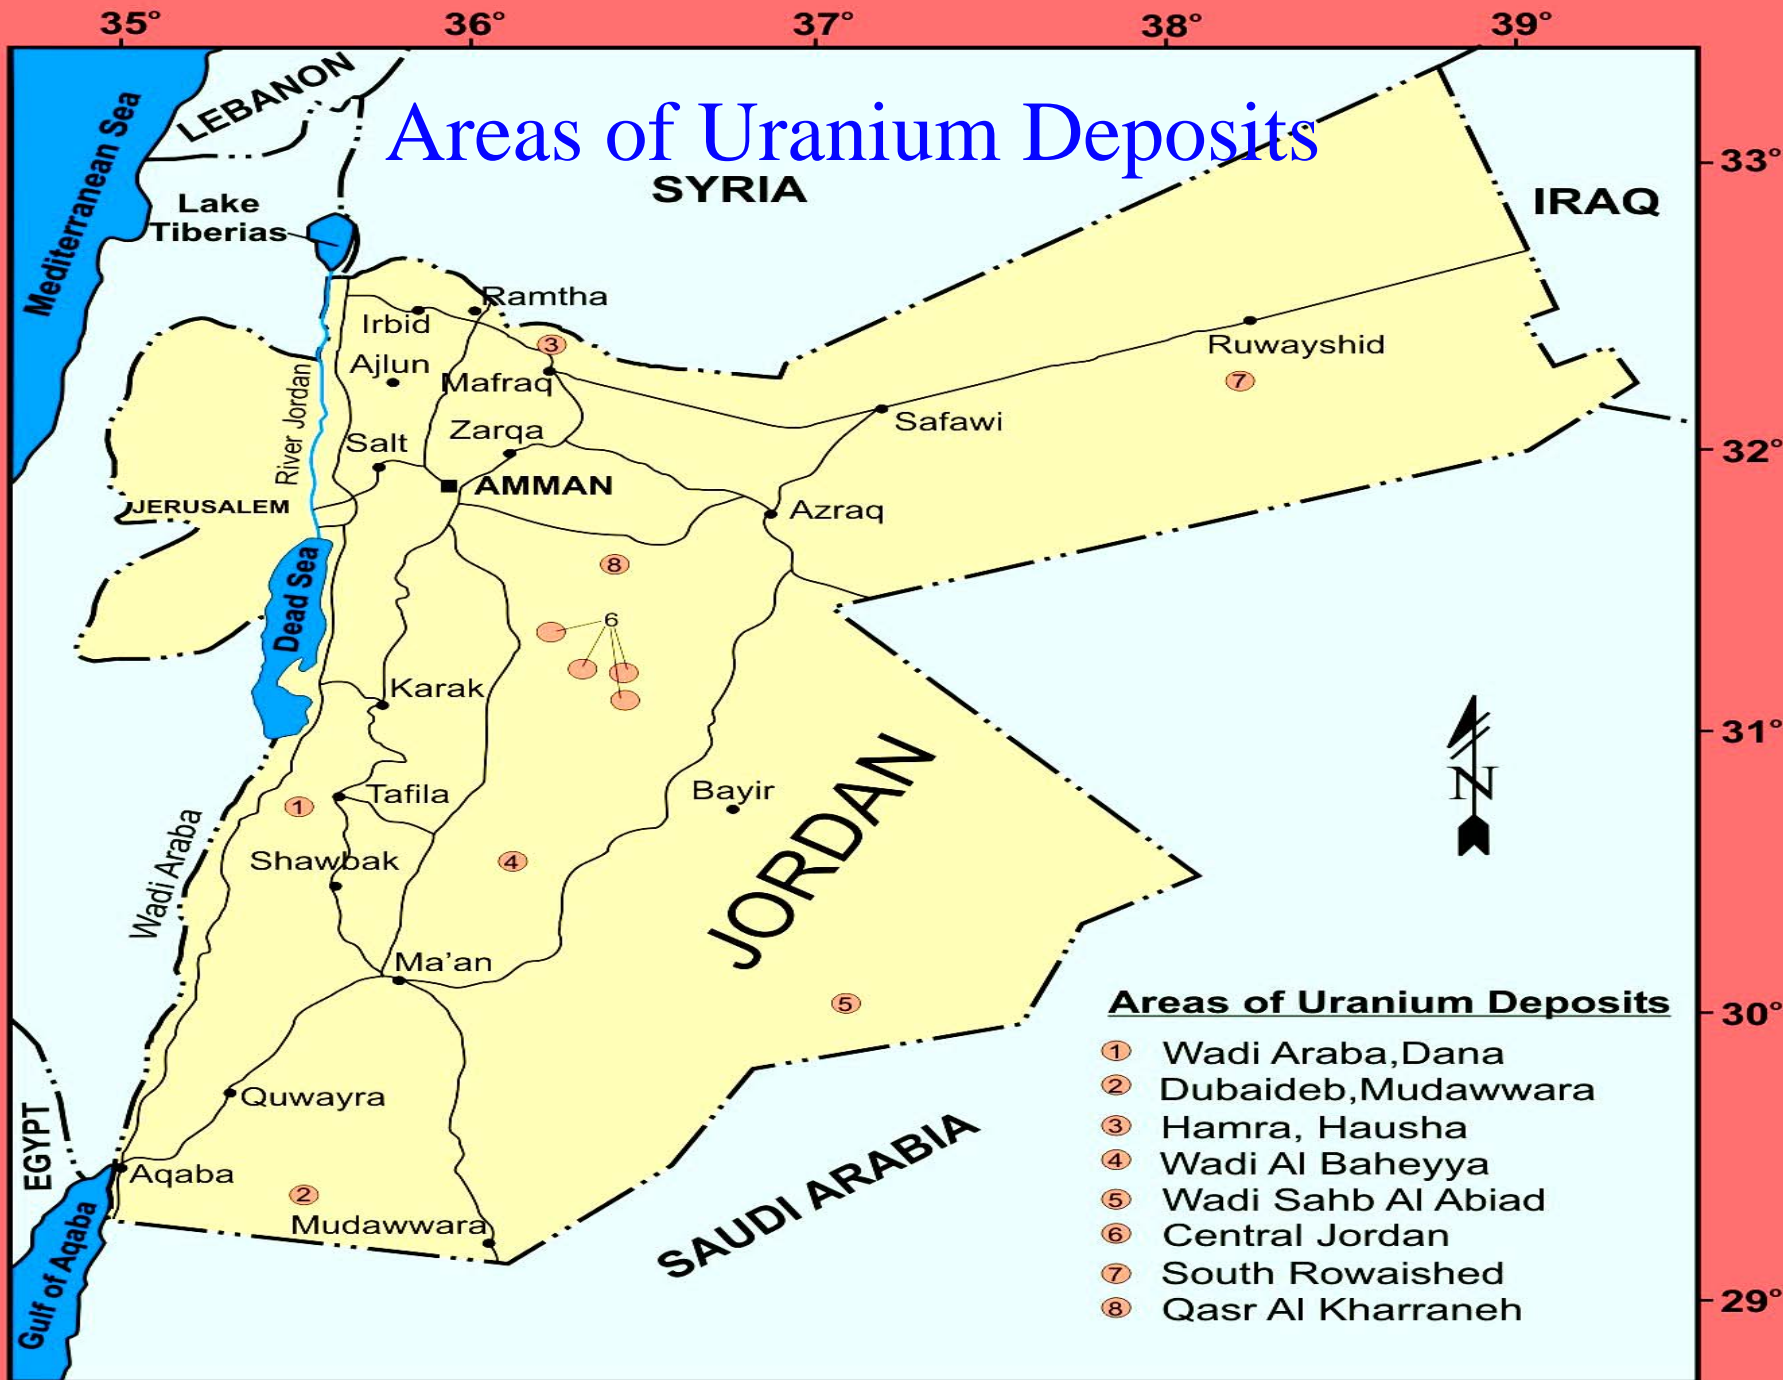 35° 36° 37° 38° 39°
Areas of Uranium Deposits
LEBANON
Mediterranean Sea
SYRIA
IRAQ
33°
Lake
Tiberias
Ramtha
Irbid
3
Ajlun
Mafraq
Ruwayshid
7
River Jordan
Safawi
Zarqa
Salt
32°
AMMAN
JERUSALEM
Azraq
8
Dead Sea
6
Karak
31°
N
JORDAN
Bayir
Tafila
1
Wadi Araba
Shawbak
4
Ma'an
5
30°
Quwayra
EGYPT
Aqaba
2
Mudawwara
SAUDI ARABIA
Gulf of Aqaba
29°
Areas of Uranium Deposits
1 Wadi Araba,Dana
2 Dubaideb,Mudawwara
3 Hamra, Hausha
4 Wadi Al Baheyya
5 Wadi Sahb Al Abiad
6 Central Jordan
7 South Rowaished
8 Qasr Al Kharraneh